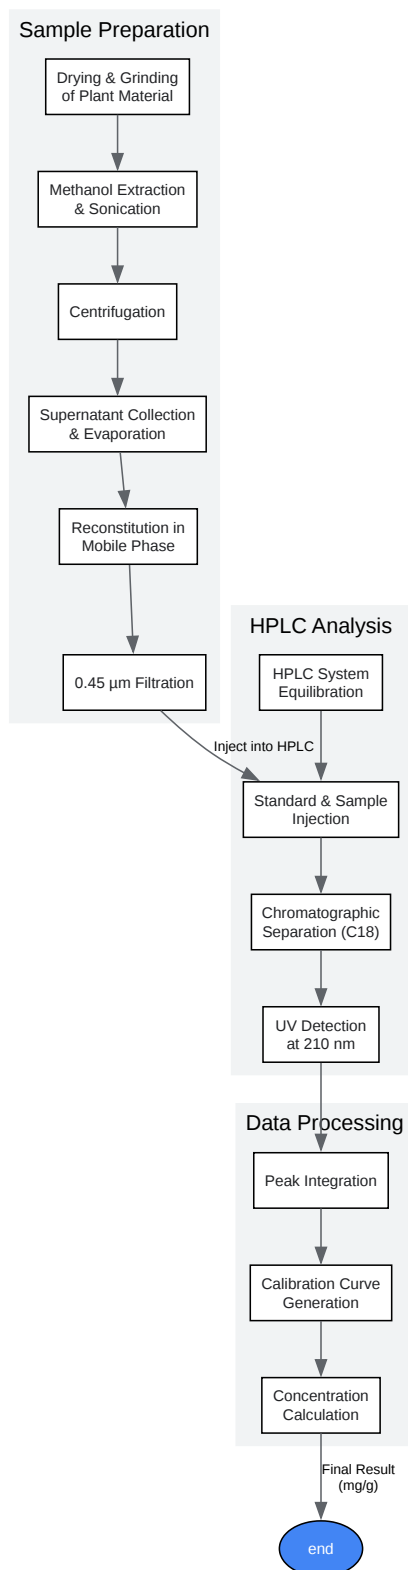 Sample Preparation
Drying & Grinding
of Plant Material
Methanol Extraction
& Sonication
Centrifugation
Supernatant Collection
& Evaporation
Reconstitution in
Mobile Phase
0.45 µm Filtration
HPLC Analysis
HPLC System
Equilibration
Inject into HPLC
Standard & Sample
Injection
Chromatographic
Separation (C18)
UV Detection
at 210 nm
Data Processing
Peak Integration
Calibration Curve
Generation
Concentration
Calculation
Final Result
(mg/g)
end